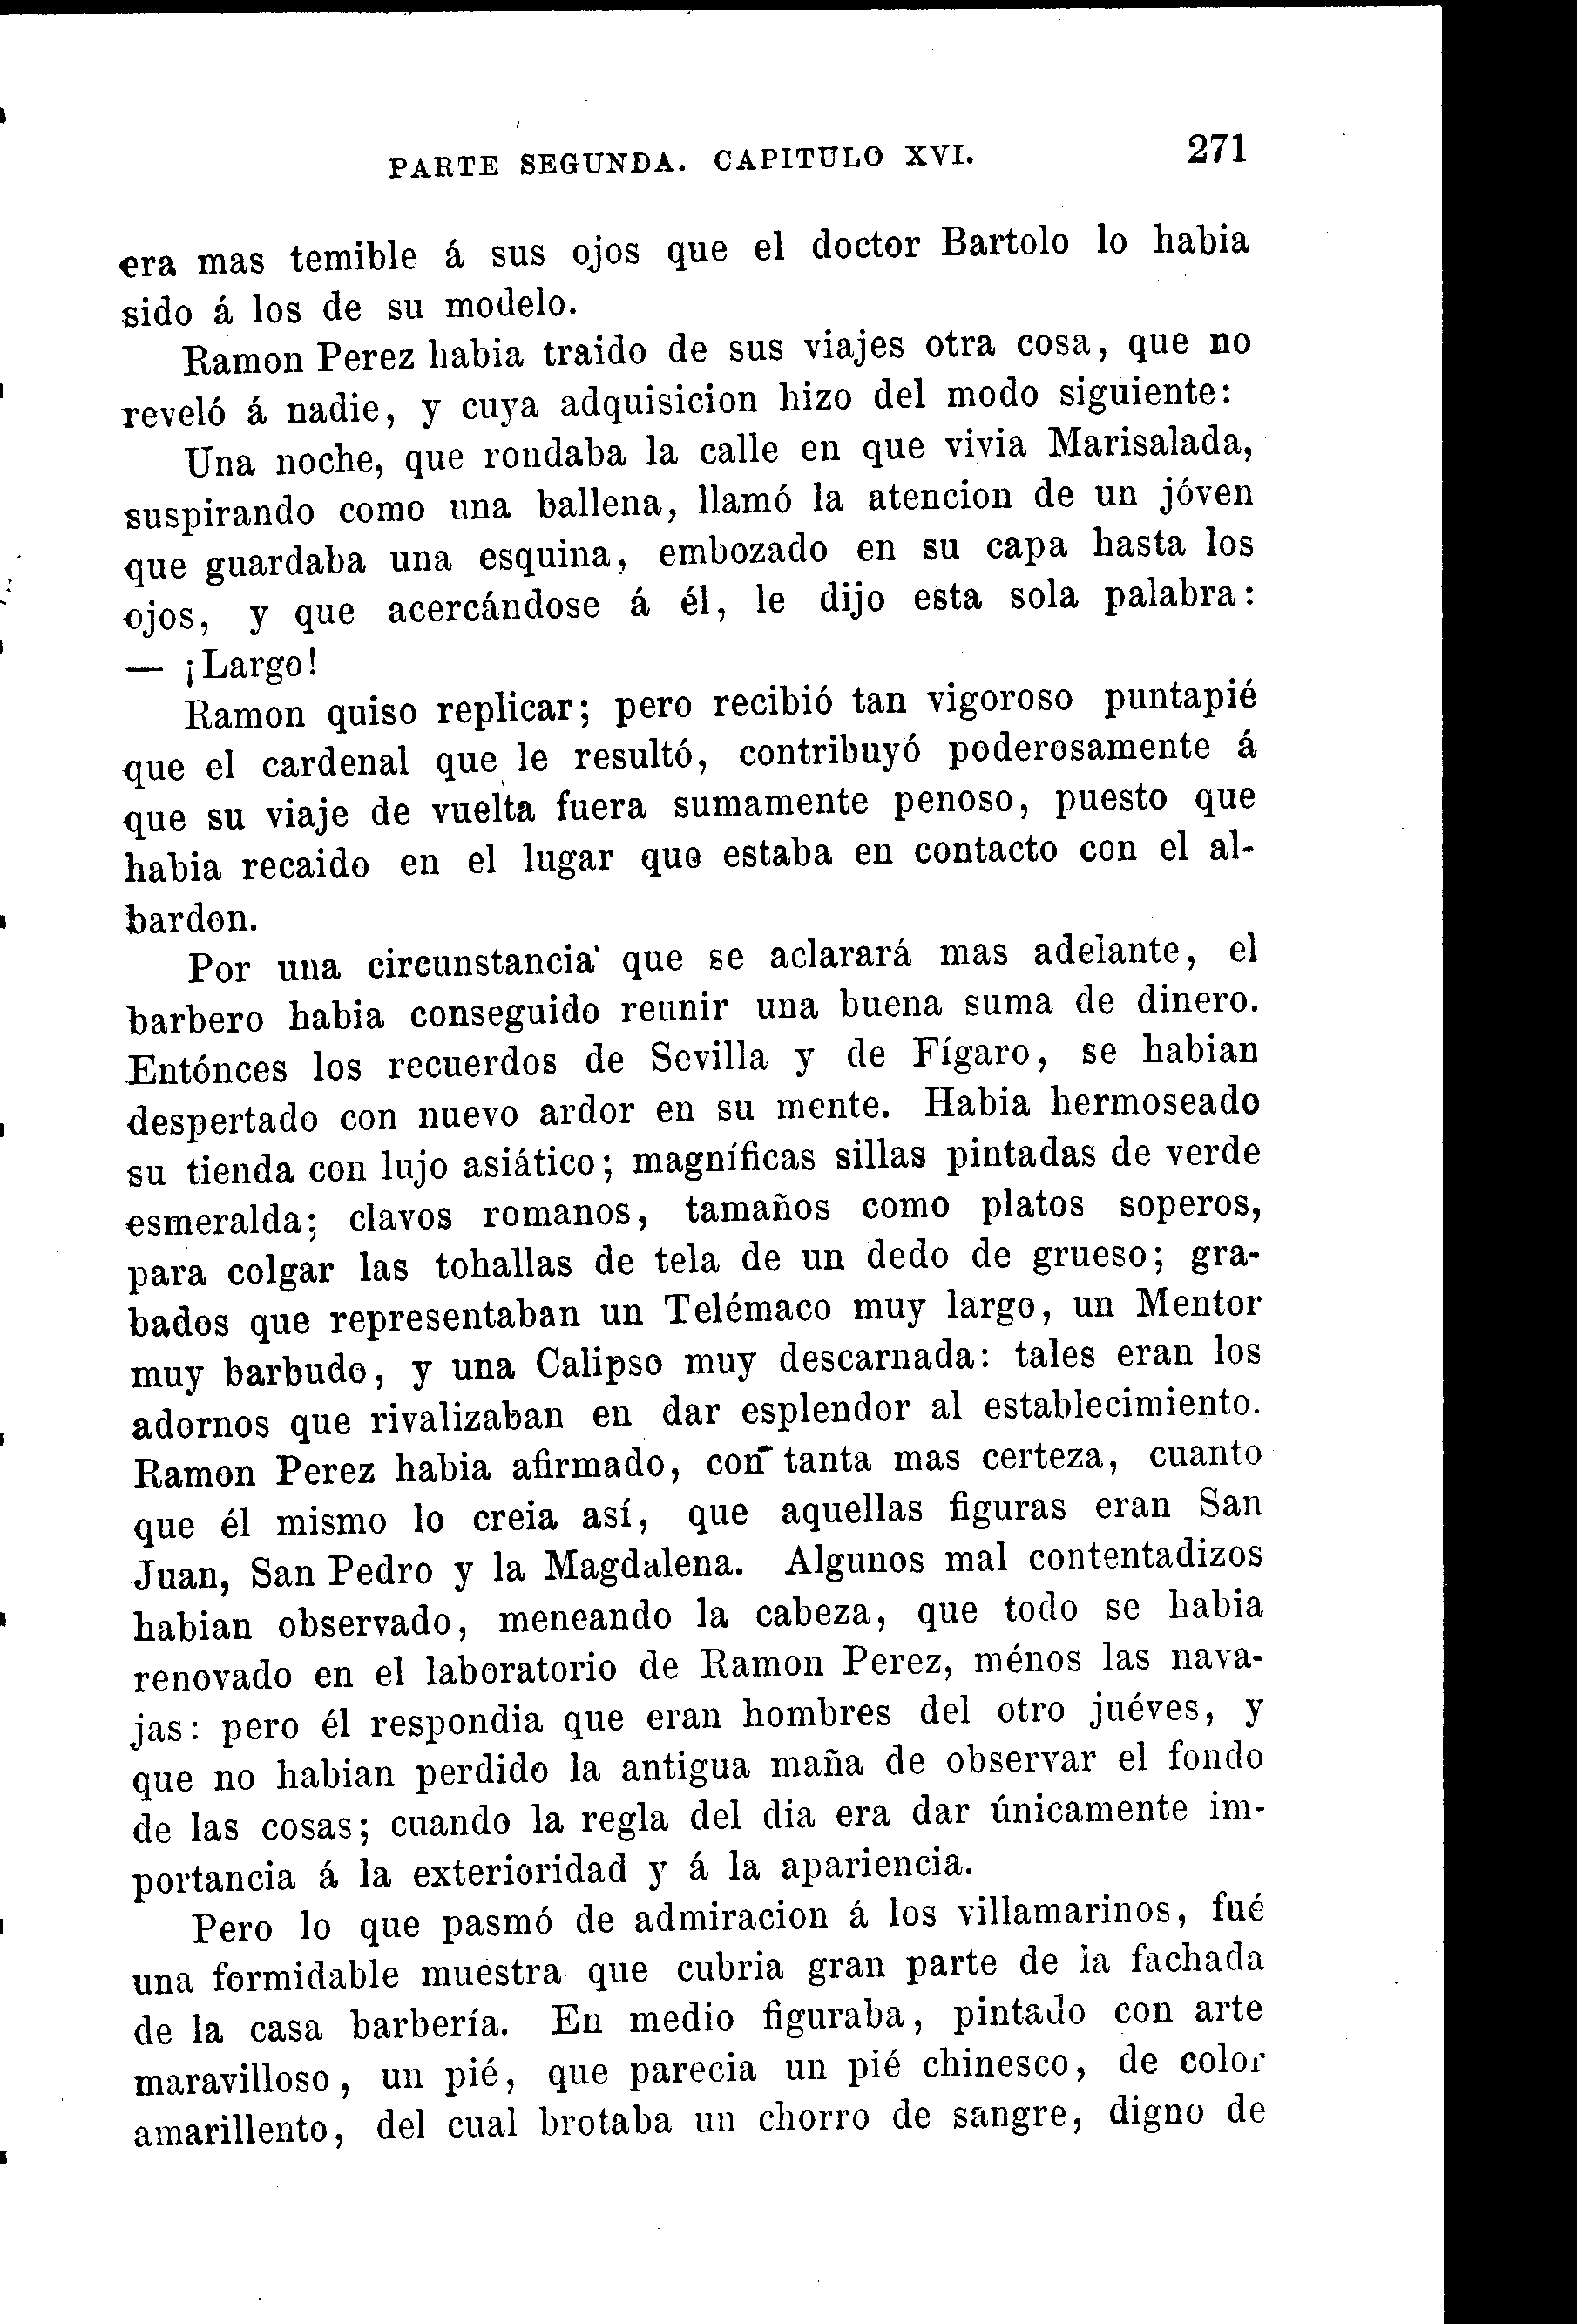 PARTE SEGUNDA. CAPITULO XVI. 271
era mas temible á sus ojos que el doctor Bartolo lo habia
sido á los de su modelo.
Ramon Perez habia traido de sus viajes otra cosa, que no
reveló á nadie, y cuya adquisicion hizo del modo siguiente:
Una noche, que rondaba la calle en que vivia Marisalada,
suspirando como una ballena, llamó la atencion de un jóven
que guardaba una esquina, embozado en su capa hasta los
ojos, y que acercándose á él, le dijo esta sola palabra:
— ¡Largo!
Ramon quiso replicar; pero recibió tan vigoroso puntapié
que el cardenal que le resultó, contribuyó poderosamente á
que su viaje de vuelta fuera sumamente penoso, puesto que
habia recaido en el lugar que estaba en contacto con el al-
bardon.
Por una circunstancia que se aclarará mas adelante, el
barbero habia conseguido reunir una buena suma de dinero.
Entónces los recuerdos de Sevilla y de Fígaro, se habian
despertado con nuevo ardor en su mente. Habia hermoseado
su tienda con lujo asiático; magníficas sillas pintadas de verde
esmeralda; clavos romanos, tamaños como platos soperos,
para colgar las tohallas de tela de un dedo de grueso; gra-
bados que representaban un Telémaco muy largo, un Mentor
muy barbudo, y una Calipso muy descarnada: tales eran los
adornos que rivalizaban en dar esplendor al establecimiento.
Ramon Perez habia afirmado, con tanta mas certeza, cuanto
que él mismo lo creia así, que aquellas figuras eran San
Juan, San Pedro y la Magdalena. Algunos mal contentadizos
habian observado, meneando la cabeza, que todo se habia
renovado en el laboratorio de Ramon Perez, ménos las nava-
jas: pero él respondia que eran hombres del otro juéves, y
que no habian perdido la antigua maña de observar el fondo
de las cosas; cuando la regla del dia era dar únicamente im-
portancia á la exterioridad y á la apariencia.
Pero lo que pasmó de admiracion á los villamarinos, fué
una formidable muestra que cubria gran parte de la fachada
de la casa barbería. En medio figuraba, pintado con arte
maravilloso, un pié, que parecia un pié chinesco, de color
amarillento, del cual brotaba un chorro de sangre, digno de